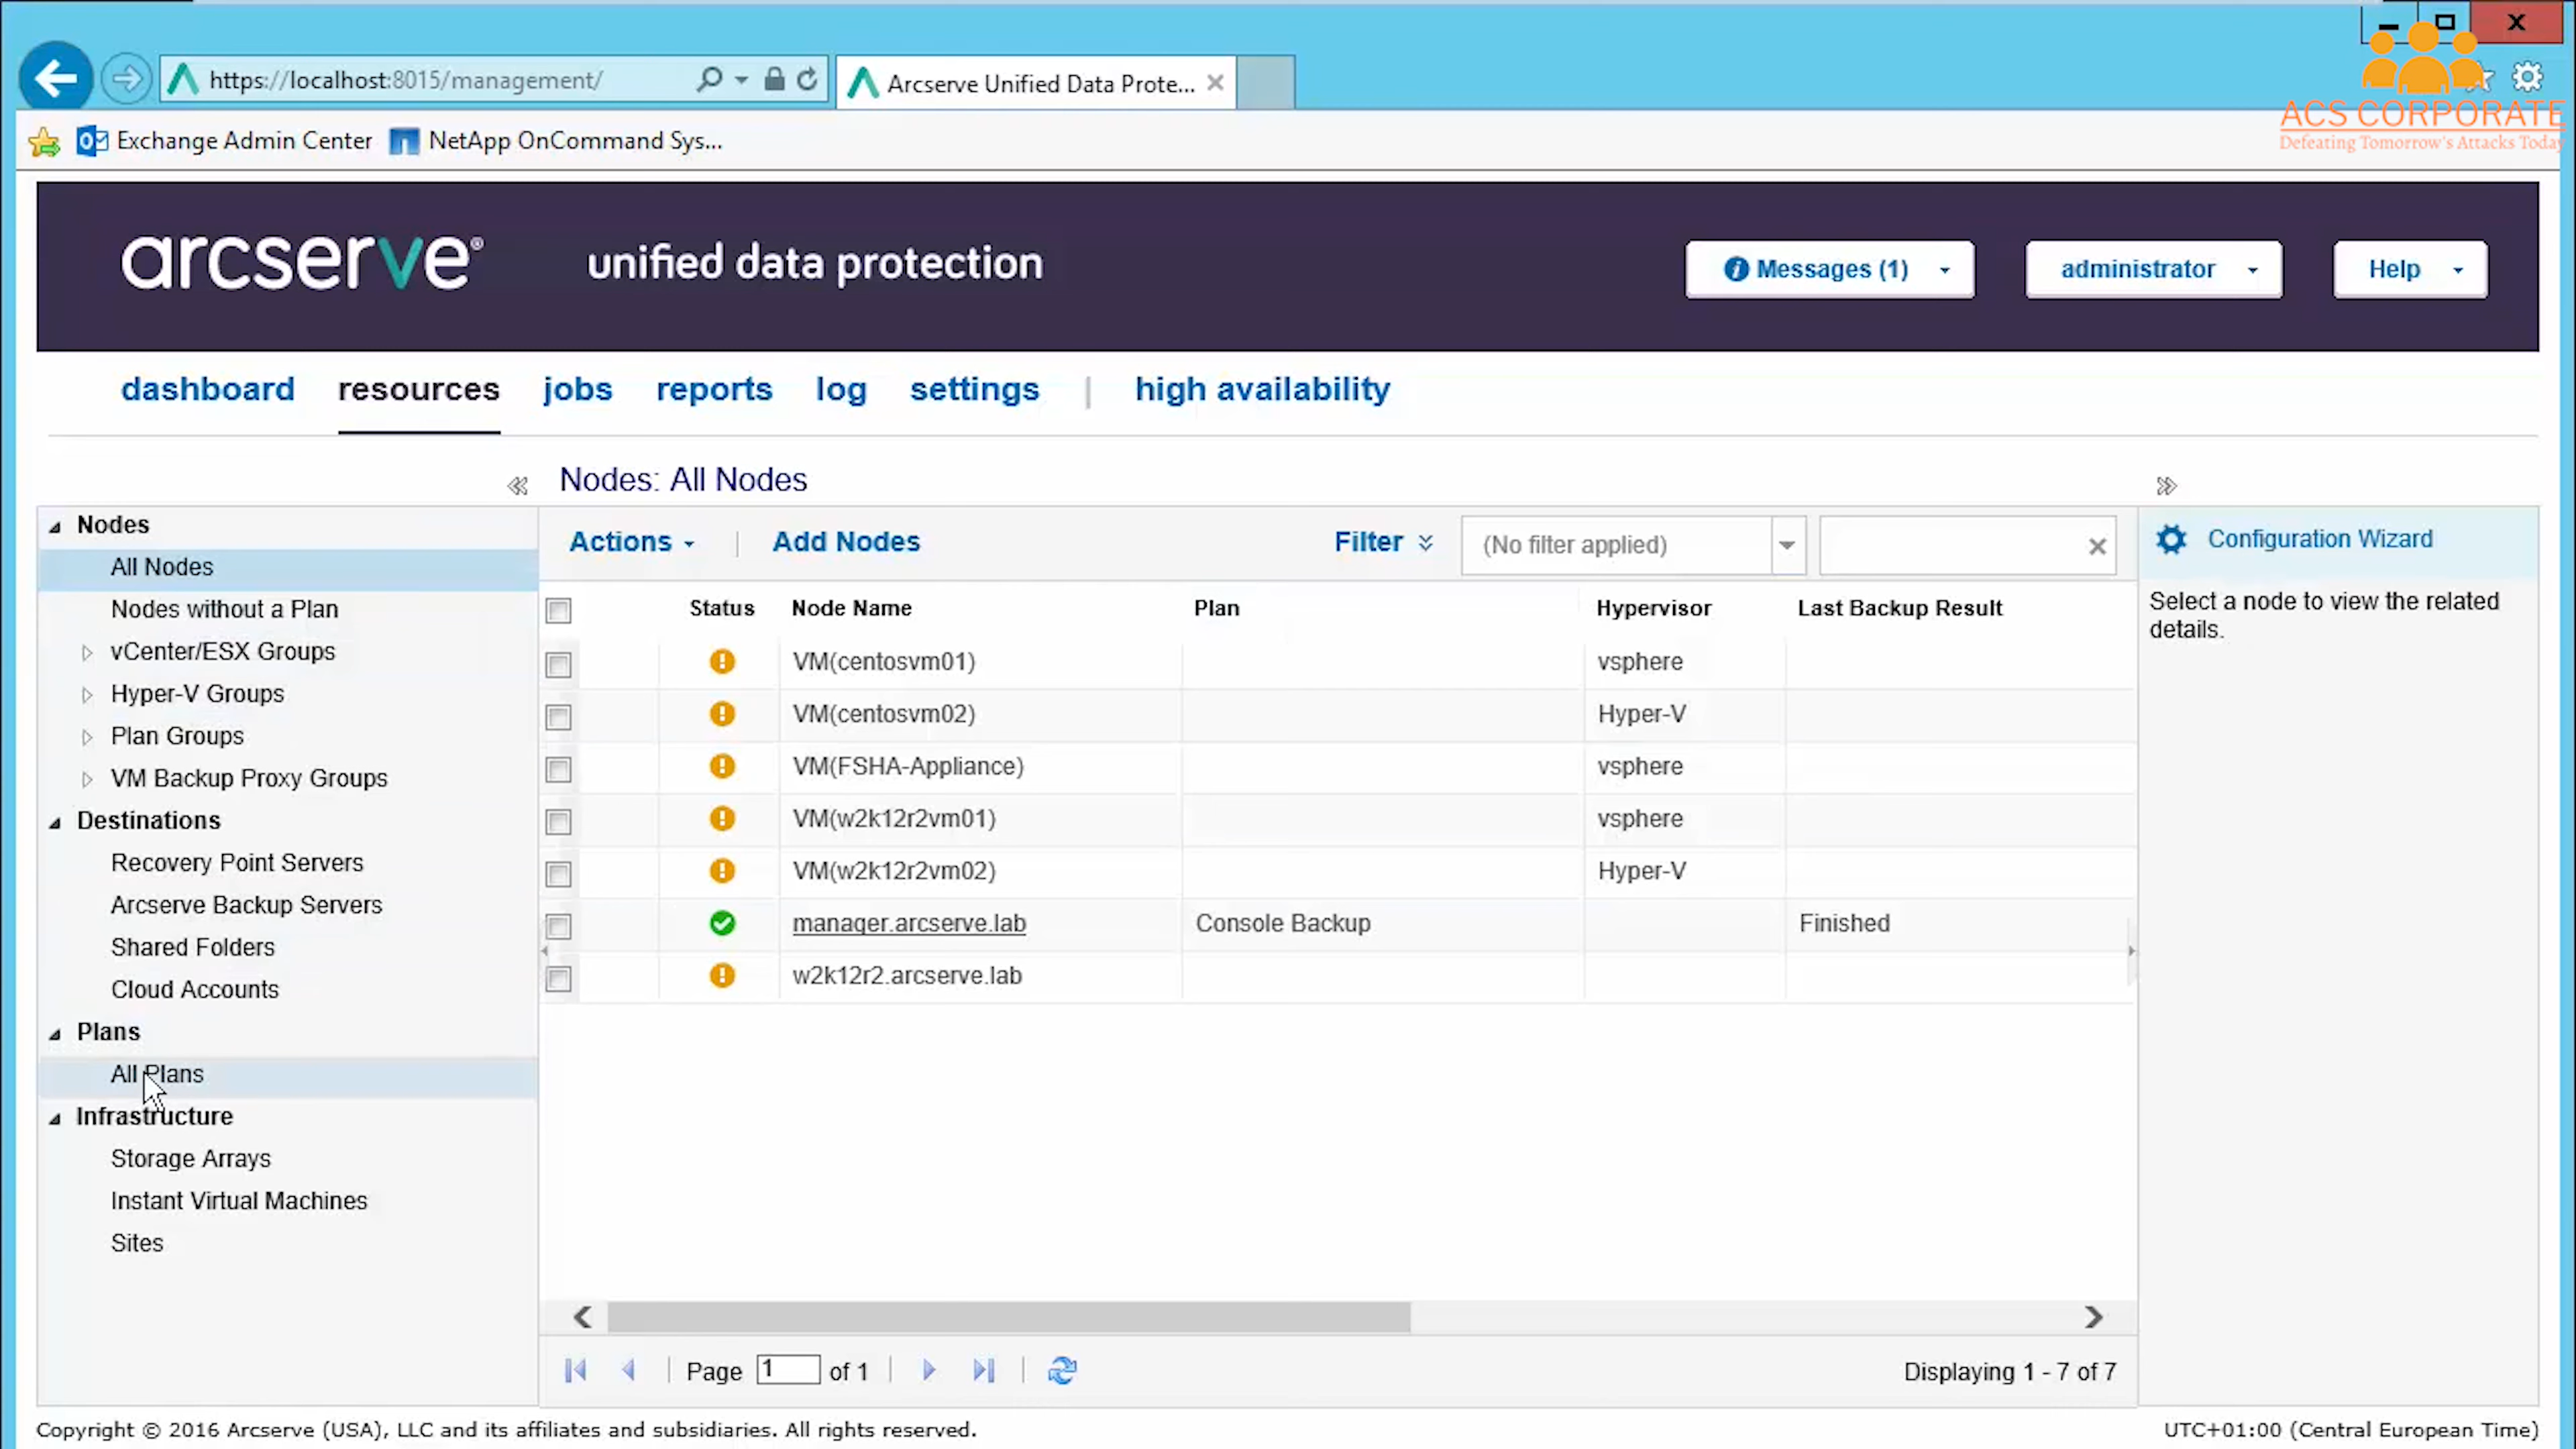 https://localhost:8015/management/
Arcserve Unified Data Prote...
ACS CORPORATE
Defeating Tomorrow's Attacks Today
Exchange Admin Center
NetApp OnCommand Sys...
arcserve® unified data protection
Messages (1)
administrator
Help
dashboard resources jobs reports log settings | high availability
Nodes: All Nodes
Nodes
All Nodes
Nodes without a Plan
vCenter/ESX Groups
Hyper-V Groups
Plan Groups
VM Backup Proxy Groups
Destinations
Recovery Point Servers
Arcserve Backup Servers
Shared Folders
Cloud Accounts
Plans
All Plans
Infrastructure
Storage Arrays
Instant Virtual Machines
Sites
Actions | Add Nodes Filter (No filter applied)
Status Node Name Plan Hypervisor Last Backup Result
VM(centosvm01) vsphere
VM(centosvm02) Hyper-V
VM(FSHA-Appliance) vsphere
VM(w2k12r2vm01) vsphere
VM(w2k12r2vm02) Hyper-V
manager.arcserve.lab Console Backup Finished
w2k12r2.arcserve.lab
Page 1 of 1
Displaying 1 - 7 of 7
Configuration Wizard
Select a node to view the related
details.
Copyright © 2016 Arcserve (USA), LLC and its affiliates and subsidiaries. All rights reserved.
UTC+01:00 (Central European Time)